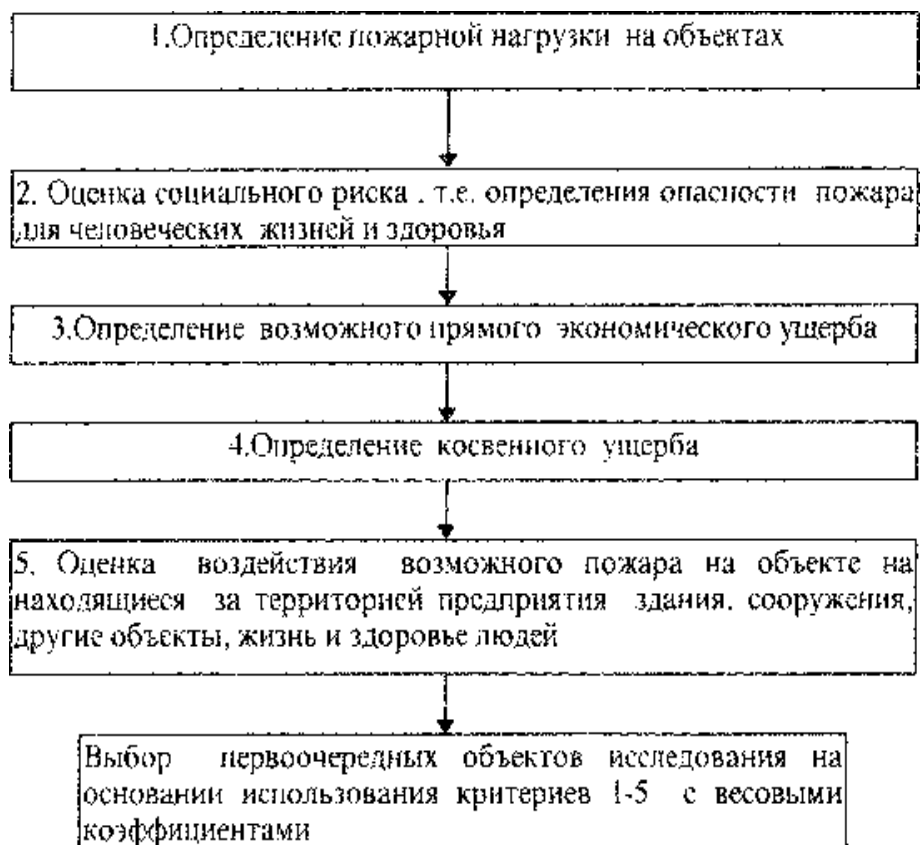 1.Определение пожарной нагрузки на объектах
2. Оценка социального риска , т.е. определения опасности пожара
для человеческих жизней и здоровья
3.Определение возможного прямого экономического ущерба
4.Определение косвенного ущерба
5. Оценка воздействия возможного пожара на объекте на
находящиеся за территорией предприятия здания, сооружения,
другие объекты, жизнь и здоровье людей
Выбор первоочередных объектов исследования на
основании использования критериев 1-5 с весовыми
коэффициентами